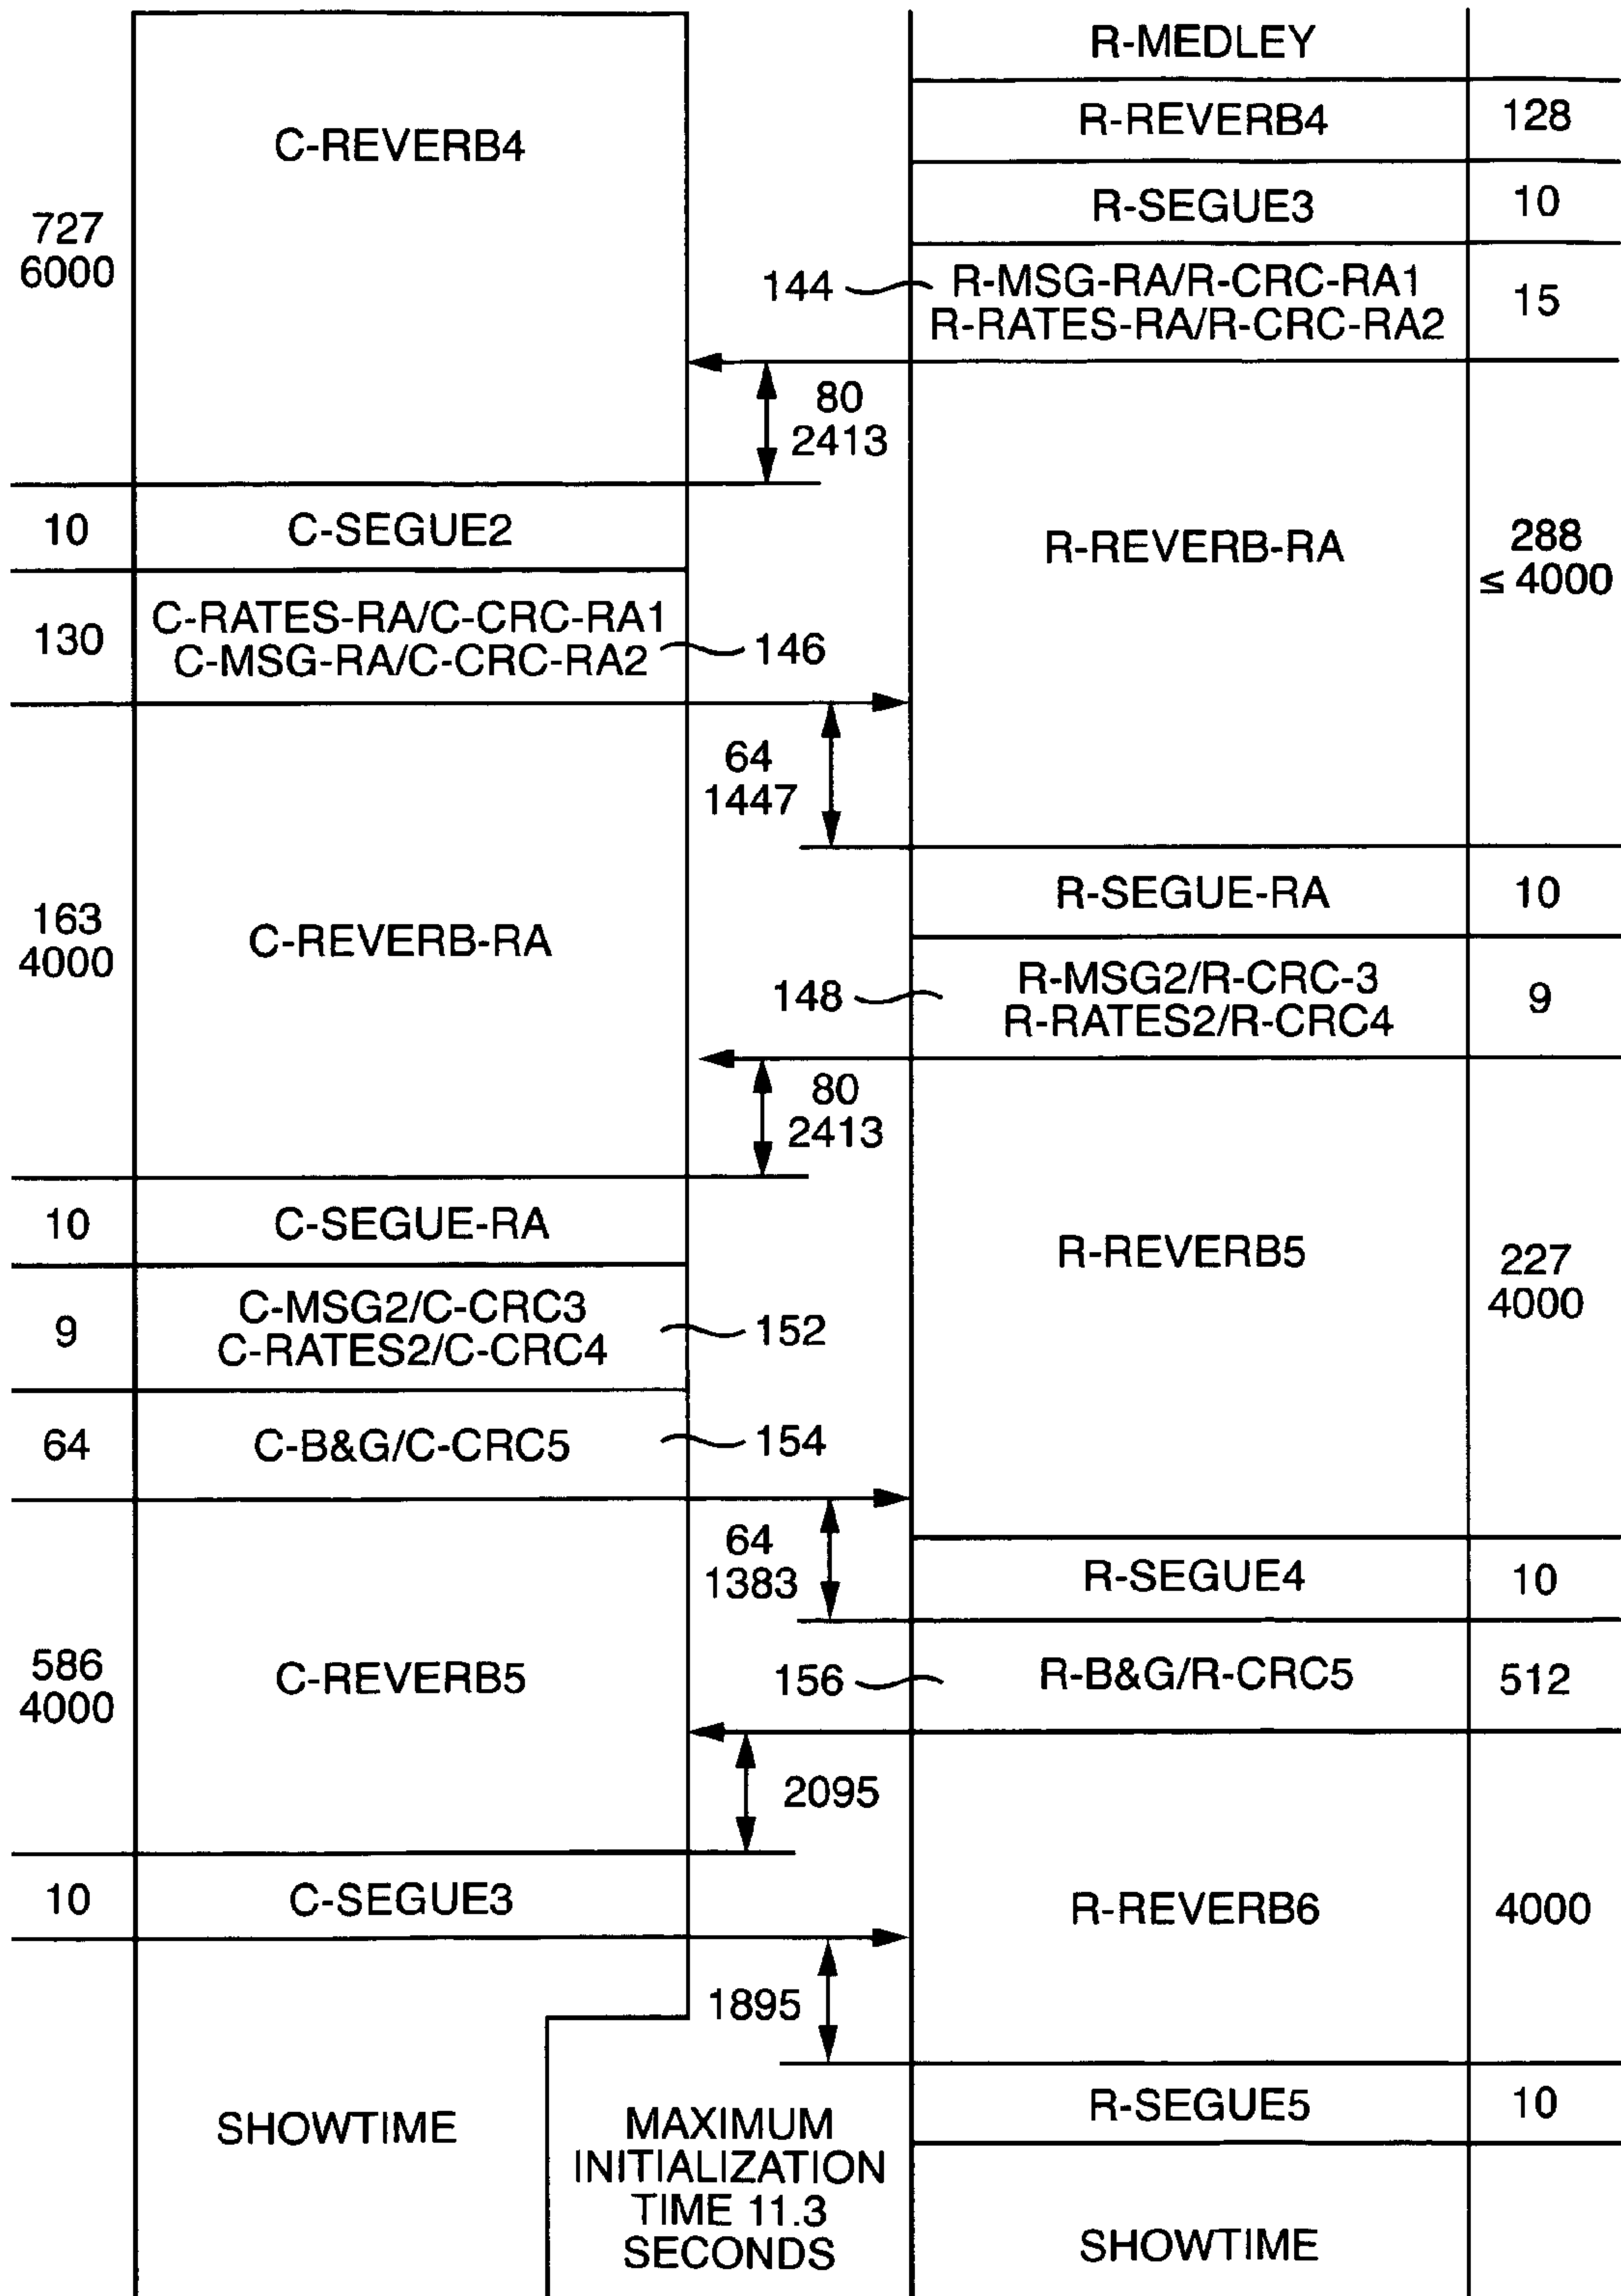 R-MEDLEY
C-REVERB4
R-REVERB4
128
R-SEGUE3
10
727
6000
144
R-MSG-RA/R-CRC-RA1
R-RATES-RA/R-CRC-RA2
15
80
2413
10
C-SEGUE2
R-REVERB-RA
288
≤ 4000
130
C-RATES-RA/C-CRC-RA1
C-MSG-RA/C-CRC-RA2
146
64
1447
R-SEGUE-RA
10
163
4000
C-REVERB-RA
148
R-MSG2/R-CRC-3
R-RATES2/R-CRC4
9
80
2413
10
C-SEGUE-RA
R-REVERB5
227
4000
9
C-MSG2/C-CRC3
C-RATES2/C-CRC4
152
64
C-B&G/C-CRC5
154
64
1383
R-SEGUE4
10
586
4000
C-REVERB5
156
R-B&G/R-CRC5
512
2095
10
C-SEGUE3
R-REVERB6
4000
1895
R-SEGUE5
10
SHOWTIME
MAXIMUM
INITIALIZATION
TIME 11.3
SECONDS
SHOWTIME